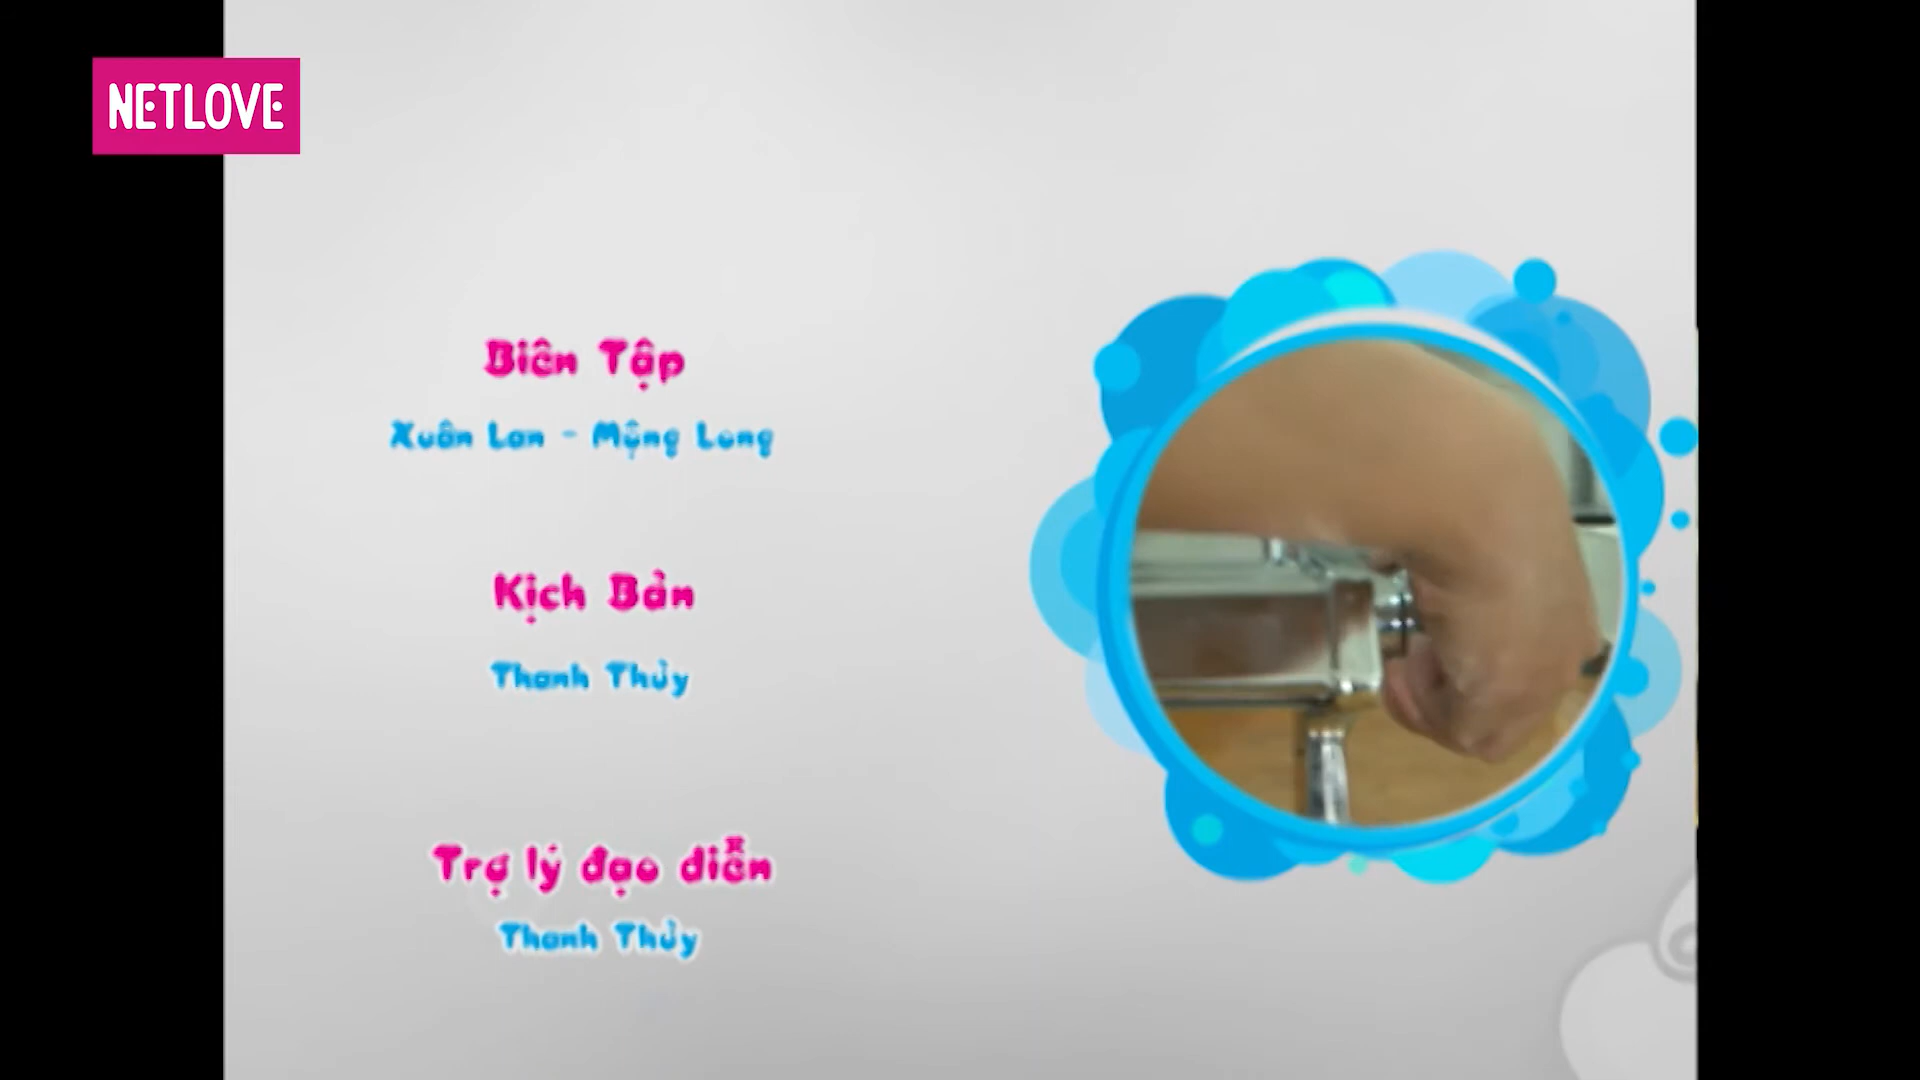 NETLOVE
Biên Tập
Xuân Lan - Mộng Long
Kịch Bản
Thanh Thủy
Trợ lý đạo diễn
Thanh Thủy